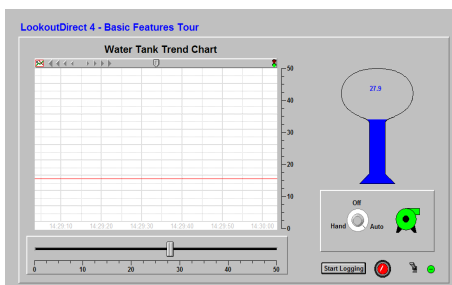 LookoutDirect 4 - Basic Features Tour
Water Tank Trend Chart
50
40
30
20
10
0
14:29:10 14:29:20 14:29:30 14:29:40 14:29:50 14:30:00
27.9
Off
Hand Auto
0 10 20 30 40 50
Start Logging